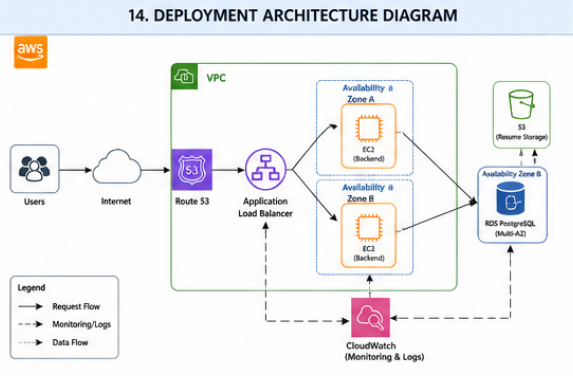 14. DEPLOYMENT ARCHITECTURE DIAGRAM
aws
VPC
Availability
Zone A
EC2
(Backend)
Availability
Zone B
EC2
(Backend)
Users
Internet
53
Route 53
Application
Load Balancer
S3
(Resume Storage)
Availability Zone B
RDS PostgreSQL
(Multi-AZ)
CloudWatch
(Monitoring & Logs)
Legend
Request Flow
Monitoring/Logs
Data Flow